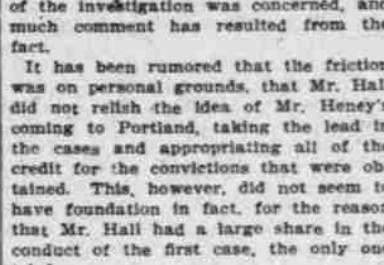 of the investigation was concerned, and
much comment has resulted from the
fact.
It has been rumored that the friction
was on personal grounds, that Mr. Hall
did not relish the idea of Mr. Heney's
coming to Portland, taking the lead in
the cases and appropriating all of the
credit for the convictions that were ob-
tained. This, however, did not seem to
have foundation in fact, for the reason
that Mr. Hall had a large share in the
conduct of the first case, the only one